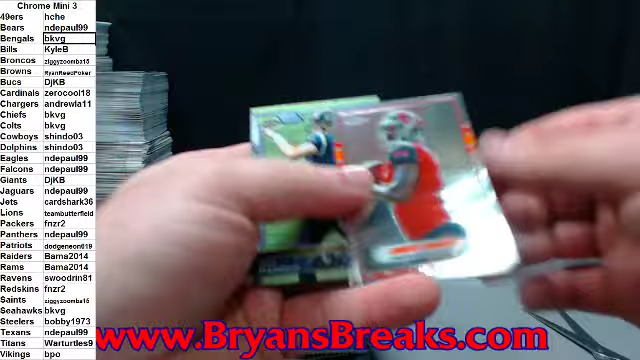 Chrome Mini 3
49ers hche
Bears ndepaul99
Bengals bkvg
Bills KyleB
Broncos ziggyzoomba15
Browns RyanReedPoker
Bucs DjKB
Cardinals zerocool18
Chargers andrewla11
Chiefs bkvg
Colts bkvg
Cowboys shindo03
Dolphins shindo03
Eagles ndepaul99
Falcons ndepaul99
Giants DjKB
Jaguars ndepaul99
Jets cardshark36
Lions teambutterfield
Packers fnzr2
Panthers ndepaul99
Patriots dodgeneon619
Raiders Bama2014
Rams Bama2014
Ravens swoodrin81
Redskins fnzr2
Saints ziggyzoomba15
Seahawks bkvg
Steelers bobby1973
Texans ndepaul99
Titans Warturtles9
Vikings bpo
www.BryansBreaks.com